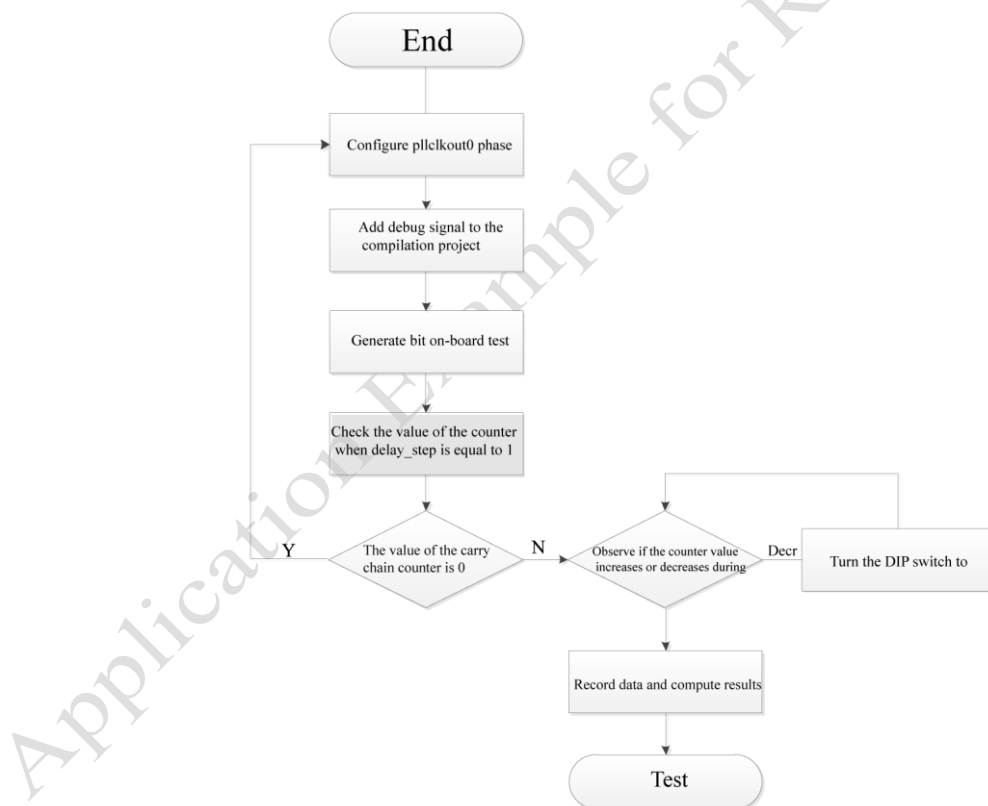 End
Configure pllclkout0 phase
Add debug signal to the
compilation project
Generate bit on-board test
Check the value of the counter
when delay_step is equal to 1
Y
The value of the carry
chain counter is 0
N
Observe if the counter value
increases or decreases during
Decr
Turn the DIP switch to
Record data and compute results
Test
Application Example for R